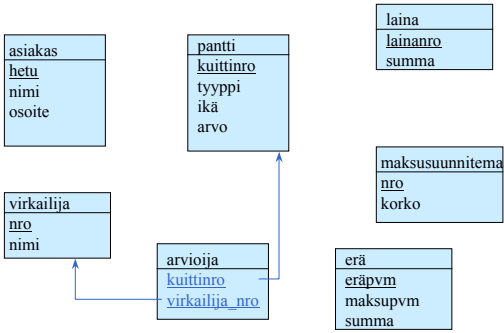 asiakas
hetu
nimi
osoite
pantti
kuittinro
tyyppi
ikä
arvo
laina
lainanro
summa
maksusuunnitema
nro
korko
virkailija
nro
nimi
arvioija
kuittinro
virkailija_nro
erä
eräpvm
maksupvm
summa